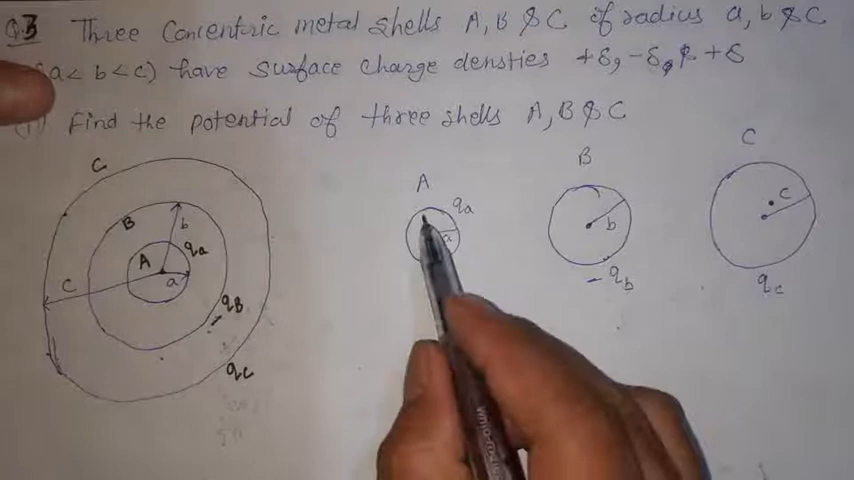 Q.3 Three Concentric metal shells A, B & C of radius a, b & C
a < b < c) have surface charge densties +δ, -δ, & +δ
Find the potential of three shells A, B & C
C
B
b
A
qa
a
C
-qB
qc
A
qa
a
B
b
-qb
C
c
qc